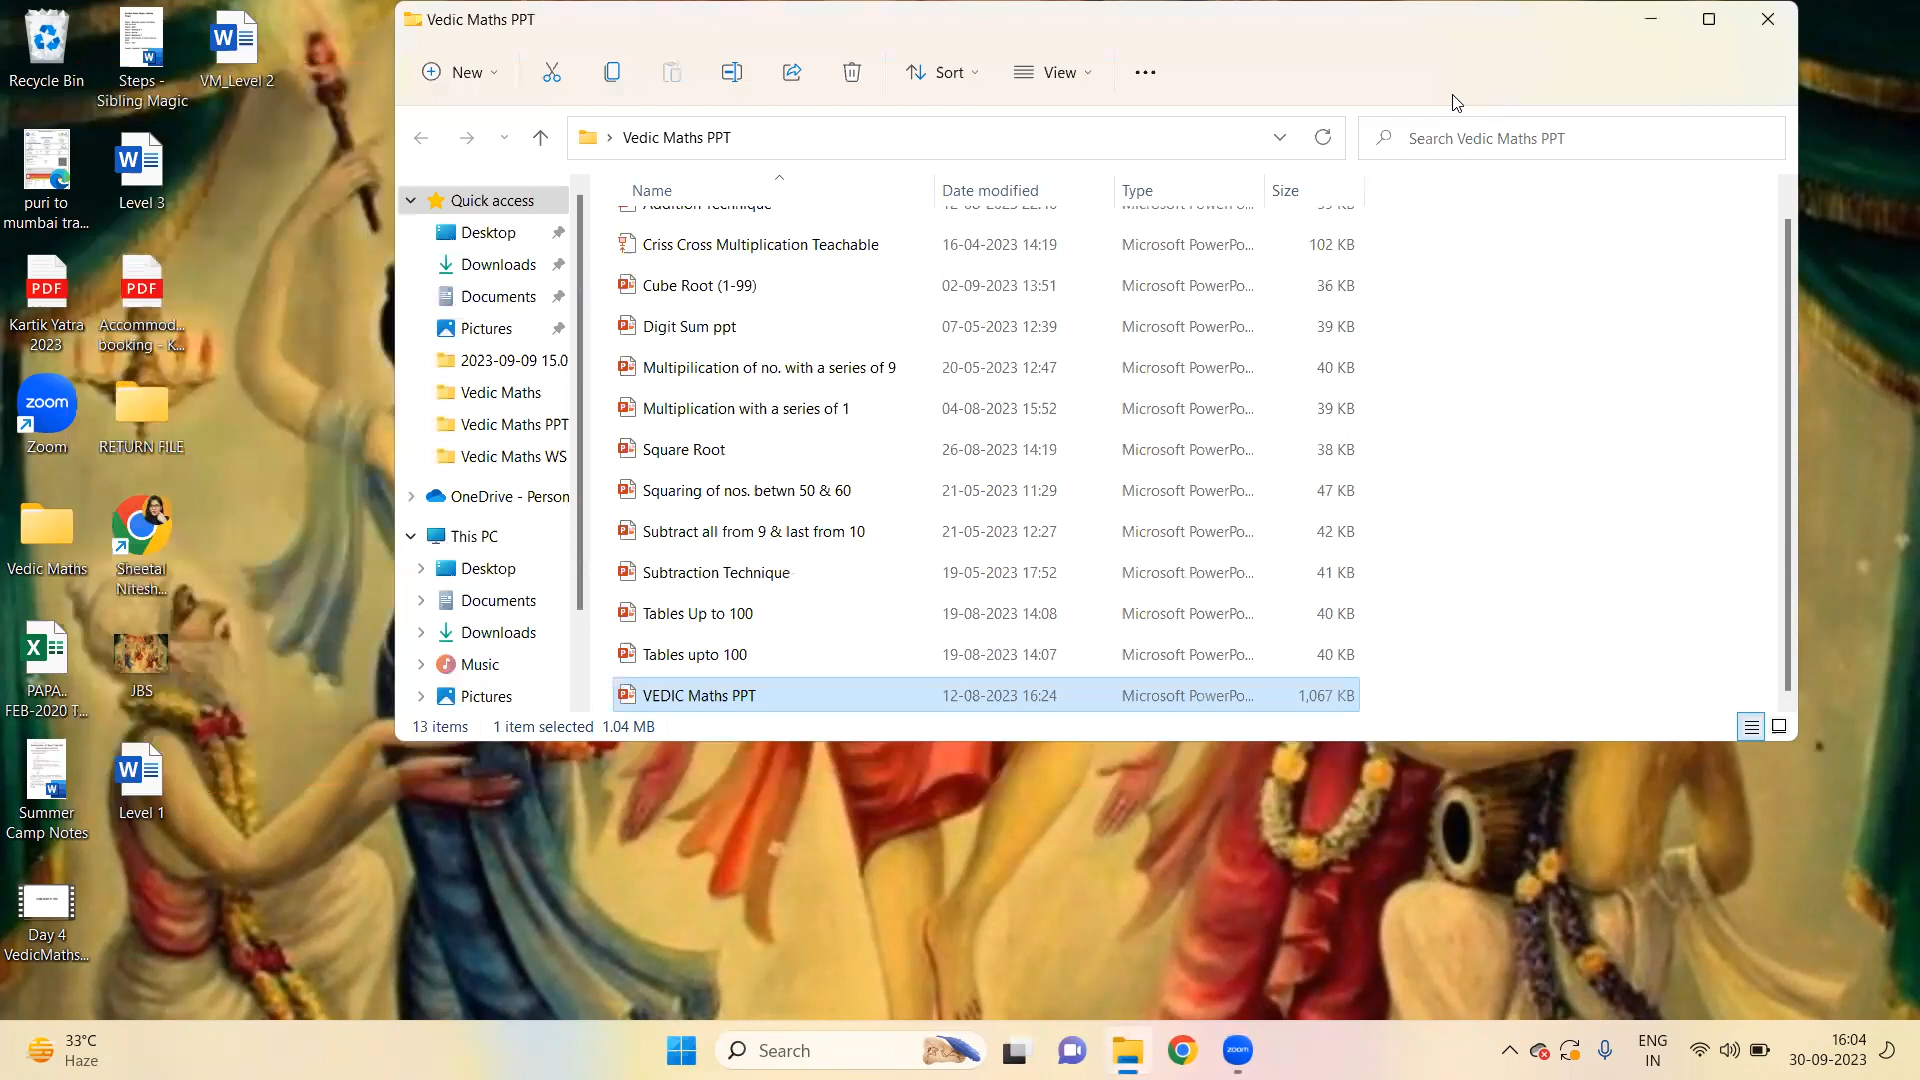 Recycle Bin
Steps -
Sibling Magic
VM_Level 2
puri to
mumbai tra...
Level 3
PDF
Kartik Yatra
2023
PDF
Accommod...
booking - K...
zoom
Zoom
RETURN FILE
Vedic Maths
Sheetal
Nitesh...
PAPA..
FEB-2020 T...
JBS
Summer
Camp Notes
Level 1
Day 4
VedicMaths...
Vedic Maths PPT
New
Sort
View
Vedic Maths PPT
Search Vedic Maths PPT
Quick access
Desktop
Downloads
Documents
Pictures
2023-09-09 15.0
Vedic Maths
Vedic Maths PPT
Vedic Maths WS
OneDrive - Person
This PC
Desktop
Documents
Downloads
Music
Pictures
Name Date modified Type Size
Addition Technique 12-08-2023 22:10 Microsoft PowerPo... 39 KB
Criss Cross Multiplication Teachable 16-04-2023 14:19 Microsoft PowerPo... 102 KB
Cube Root (1-99) 02-09-2023 13:51 Microsoft PowerPo... 36 KB
Digit Sum ppt 07-05-2023 12:39 Microsoft PowerPo... 39 KB
Multipilication of no. with a series of 9 20-05-2023 12:47 Microsoft PowerPo... 40 KB
Multiplication with a series of 1 04-08-2023 15:52 Microsoft PowerPo... 39 KB
Square Root 26-08-2023 14:19 Microsoft PowerPo... 38 KB
Squaring of nos. betwn 50 & 60 21-05-2023 11:29 Microsoft PowerPo... 47 KB
Subtract all from 9 & last from 10 21-05-2023 12:27 Microsoft PowerPo... 42 KB
Subtraction Technique 19-05-2023 17:52 Microsoft PowerPo... 41 KB
Tables Up to 100 19-08-2023 14:08 Microsoft PowerPo... 40 KB
Tables upto 100 19-08-2023 14:07 Microsoft PowerPo... 40 KB
VEDIC Maths PPT 12-08-2023 16:24 Microsoft PowerPo... 1,067 KB
13 items 1 item selected 1.04 MB
33°C
Haze
Search
zoom
ENG
IN
16:04
30-09-2023